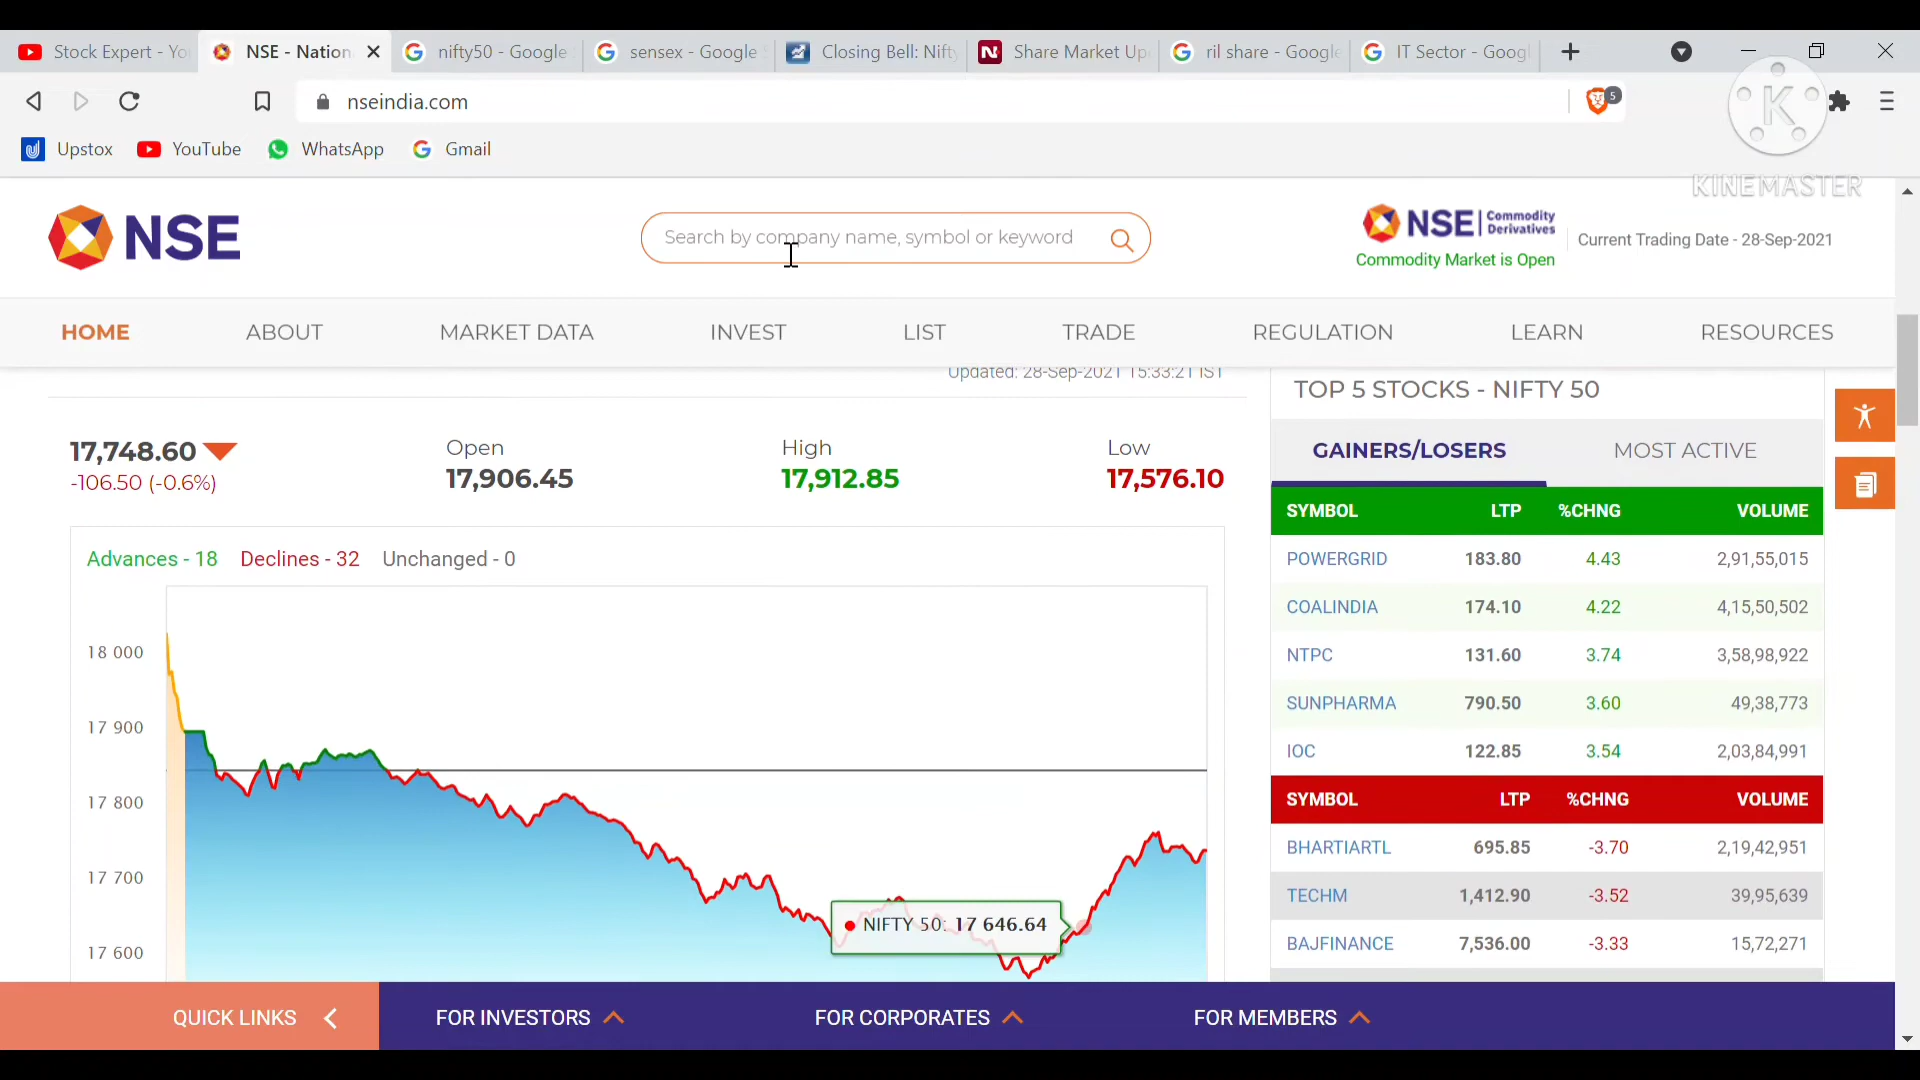 Stock Expert - Yo
NSE - Nation
nifty50 - Google
sensex - Google
Closing Bell: Nifty
Share Market Up
ril share - Google
IT Sector - Googl
nseindia.com
5
Upstox
YouTube
WhatsApp
Gmail
K
KINEMASTER
NSE
Search by company name, symbol or keyword
NSE Commodity Derivatives
Commodity Market is Open
Current Trading Date - 28-Sep-2021
HOME ABOUT MARKET DATA INVEST LIST TRADE REGULATION LEARN RESOURCES
Updated: 28-Sep-2021 15:33:21 IST
17,748.60
-106.50 (-0.6%)
Open
17,906.45
High
17,912.85
Low
17,576.10
Advances - 18 Declines - 32 Unchanged - 0
18 000
17 900
17 800
17 700
17 600
NIFTY 50: 17 646.64
TOP 5 STOCKS - NIFTY 50
GAINERS/LOSERS MOST ACTIVE
SYMBOL LTP %CHNG VOLUME
POWERGRID 183.80 4.43 2,91,55,015
COALINDIA 174.10 4.22 4,15,50,502
NTPC 131.60 3.74 3,58,98,922
SUNPHARMA 790.50 3.60 49,38,773
IOC 122.85 3.54 2,03,84,991
SYMBOL LTP %CHNG VOLUME
BHARTIARTL 695.85 -3.70 2,19,42,951
TECHM 1,412.90 -3.52 39,95,639
BAJFINANCE 7,536.00 -3.33 15,72,271
QUICK LINKS FOR INVESTORS FOR CORPORATES FOR MEMBERS